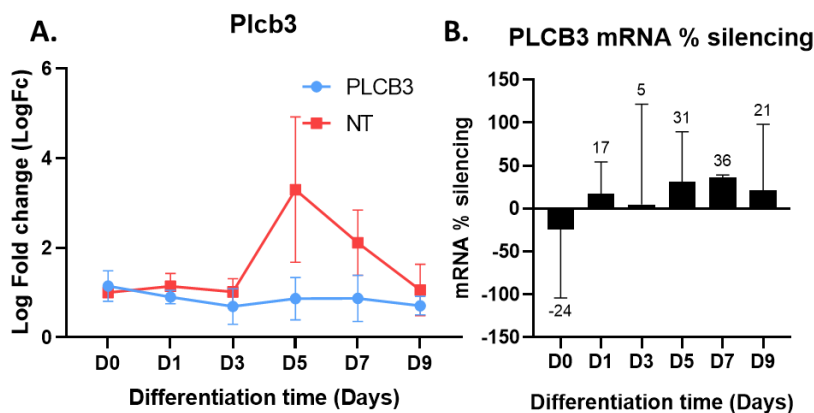 A.
Plcb3
Log Fold change (LogFc)
6
4
2
0
PLCB3
NT
D0 D1 D3 D5 D7 D9
Differentiation time (Days)
B.
PLCB3 mRNA % silencing
mRNA % silencing
150
100
50
0
-50
-100
-150
-24
17
5
31
36
21
D0 D1 D3 D5 D7 D9
Differentiation time (Days)